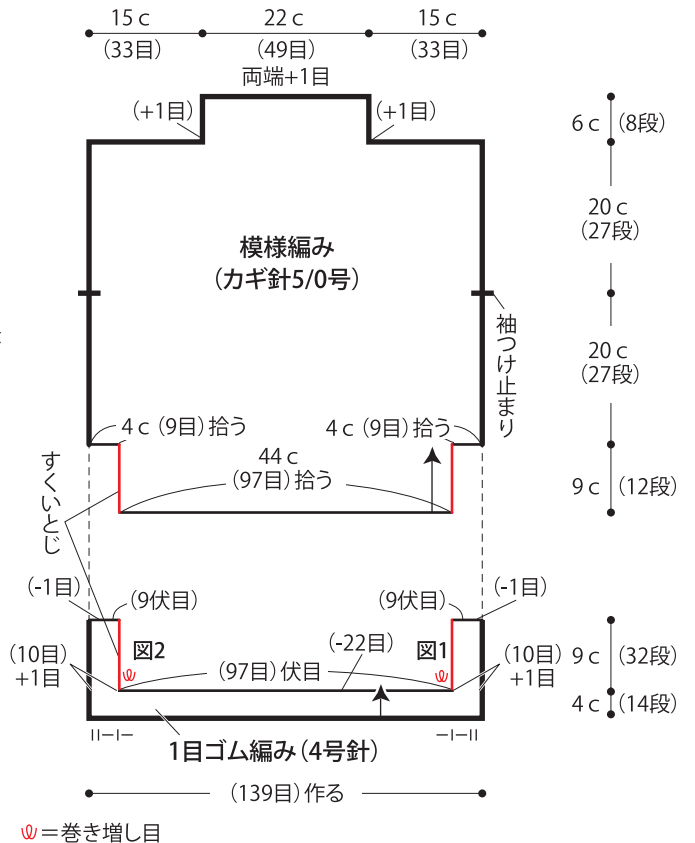 15 c 22 c 15 c
(33目) (49目) (33目)
両端+1目
(+1目) (+1目)
6 c (8段)
20 c
(27段)
模様編み
(カギ針5/0号)
袖つけ止まり
20 c
(27段)
4 c (9目) 拾う 4 c (9目) 拾う
44 c
(97目) 拾う
9 c (12段)
すくいとじ
(-1目) (9伏目) (9伏目) (-1目)
図2 (-22目) 図1
(10目)
+1目
(97目) 伏目
(10目)
+1目
9 c (32段)
4 c (14段)
11-1- -1-11
1目ゴム編み (4号針)
(139目) 作る
=巻き増し目